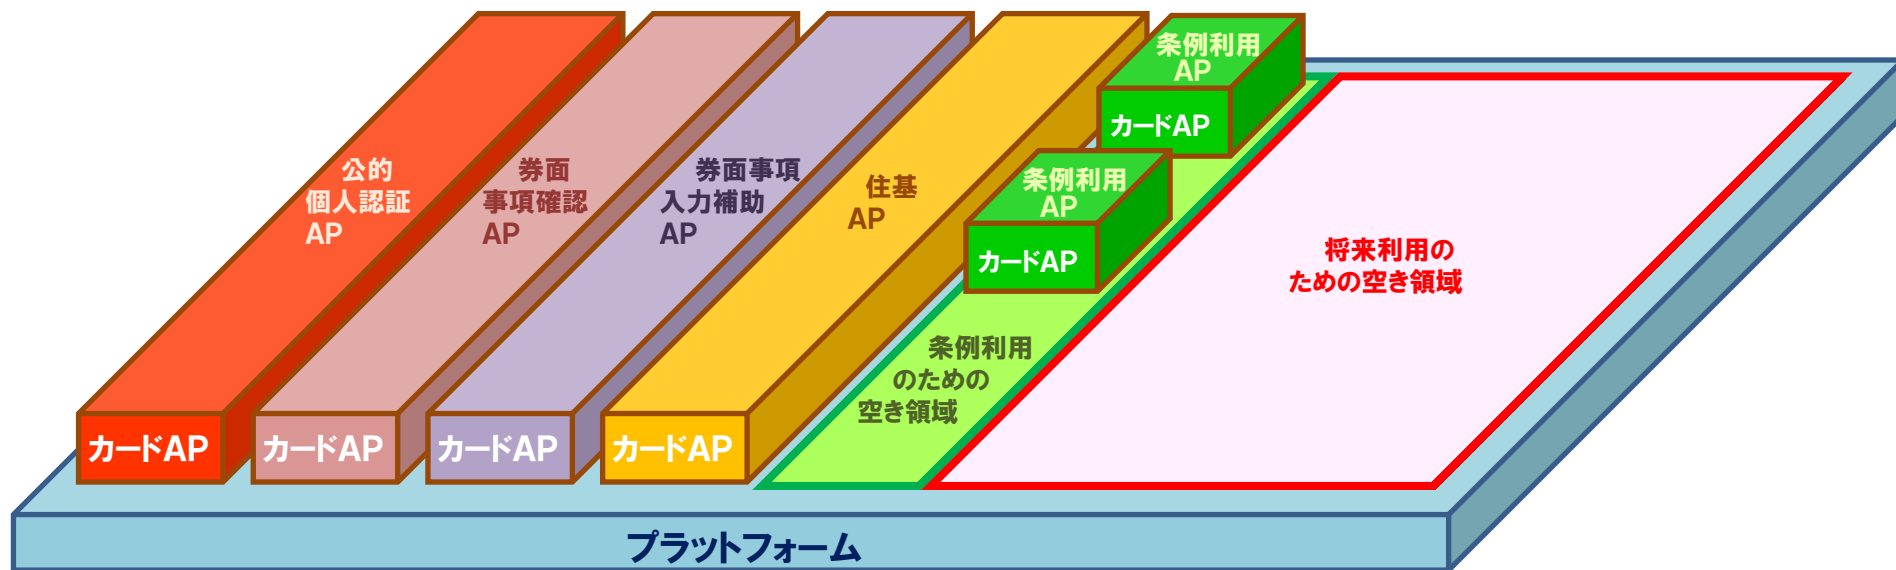 公的
個人認証
AP
カードAP
券面
事項確認
AP
カードAP
券面事項
入力補助
AP
カードAP
住基
AP
カードAP
条例利用
AP
カードAP
条例利用
AP
カードAP
条例利用
のための
空き領域
将来利用の
ための空き領域
プラットフォーム